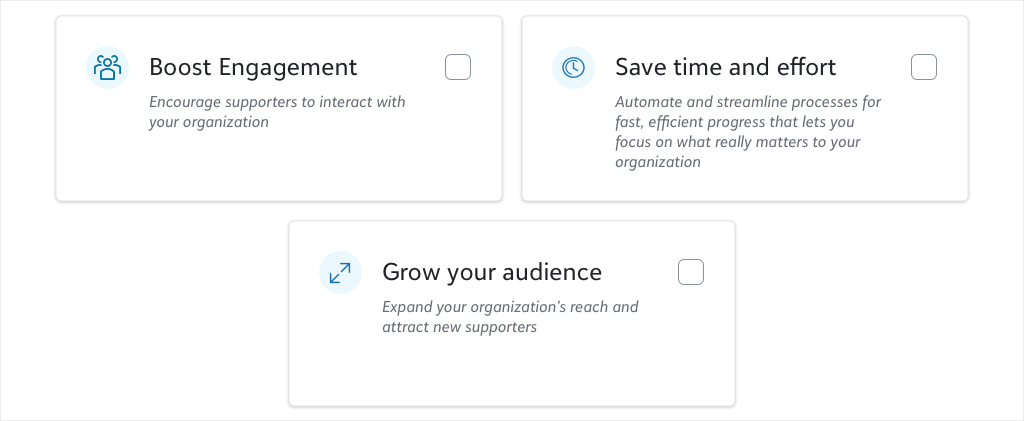 Boost Engagement
Encourage supporters to interact with
your organization
Save time and effort
Automate and streamline processes for
fast, efficient progress that lets you
focus on what really matters to your
organization
Grow your audience
Expand your organization's reach and
attract new supporters